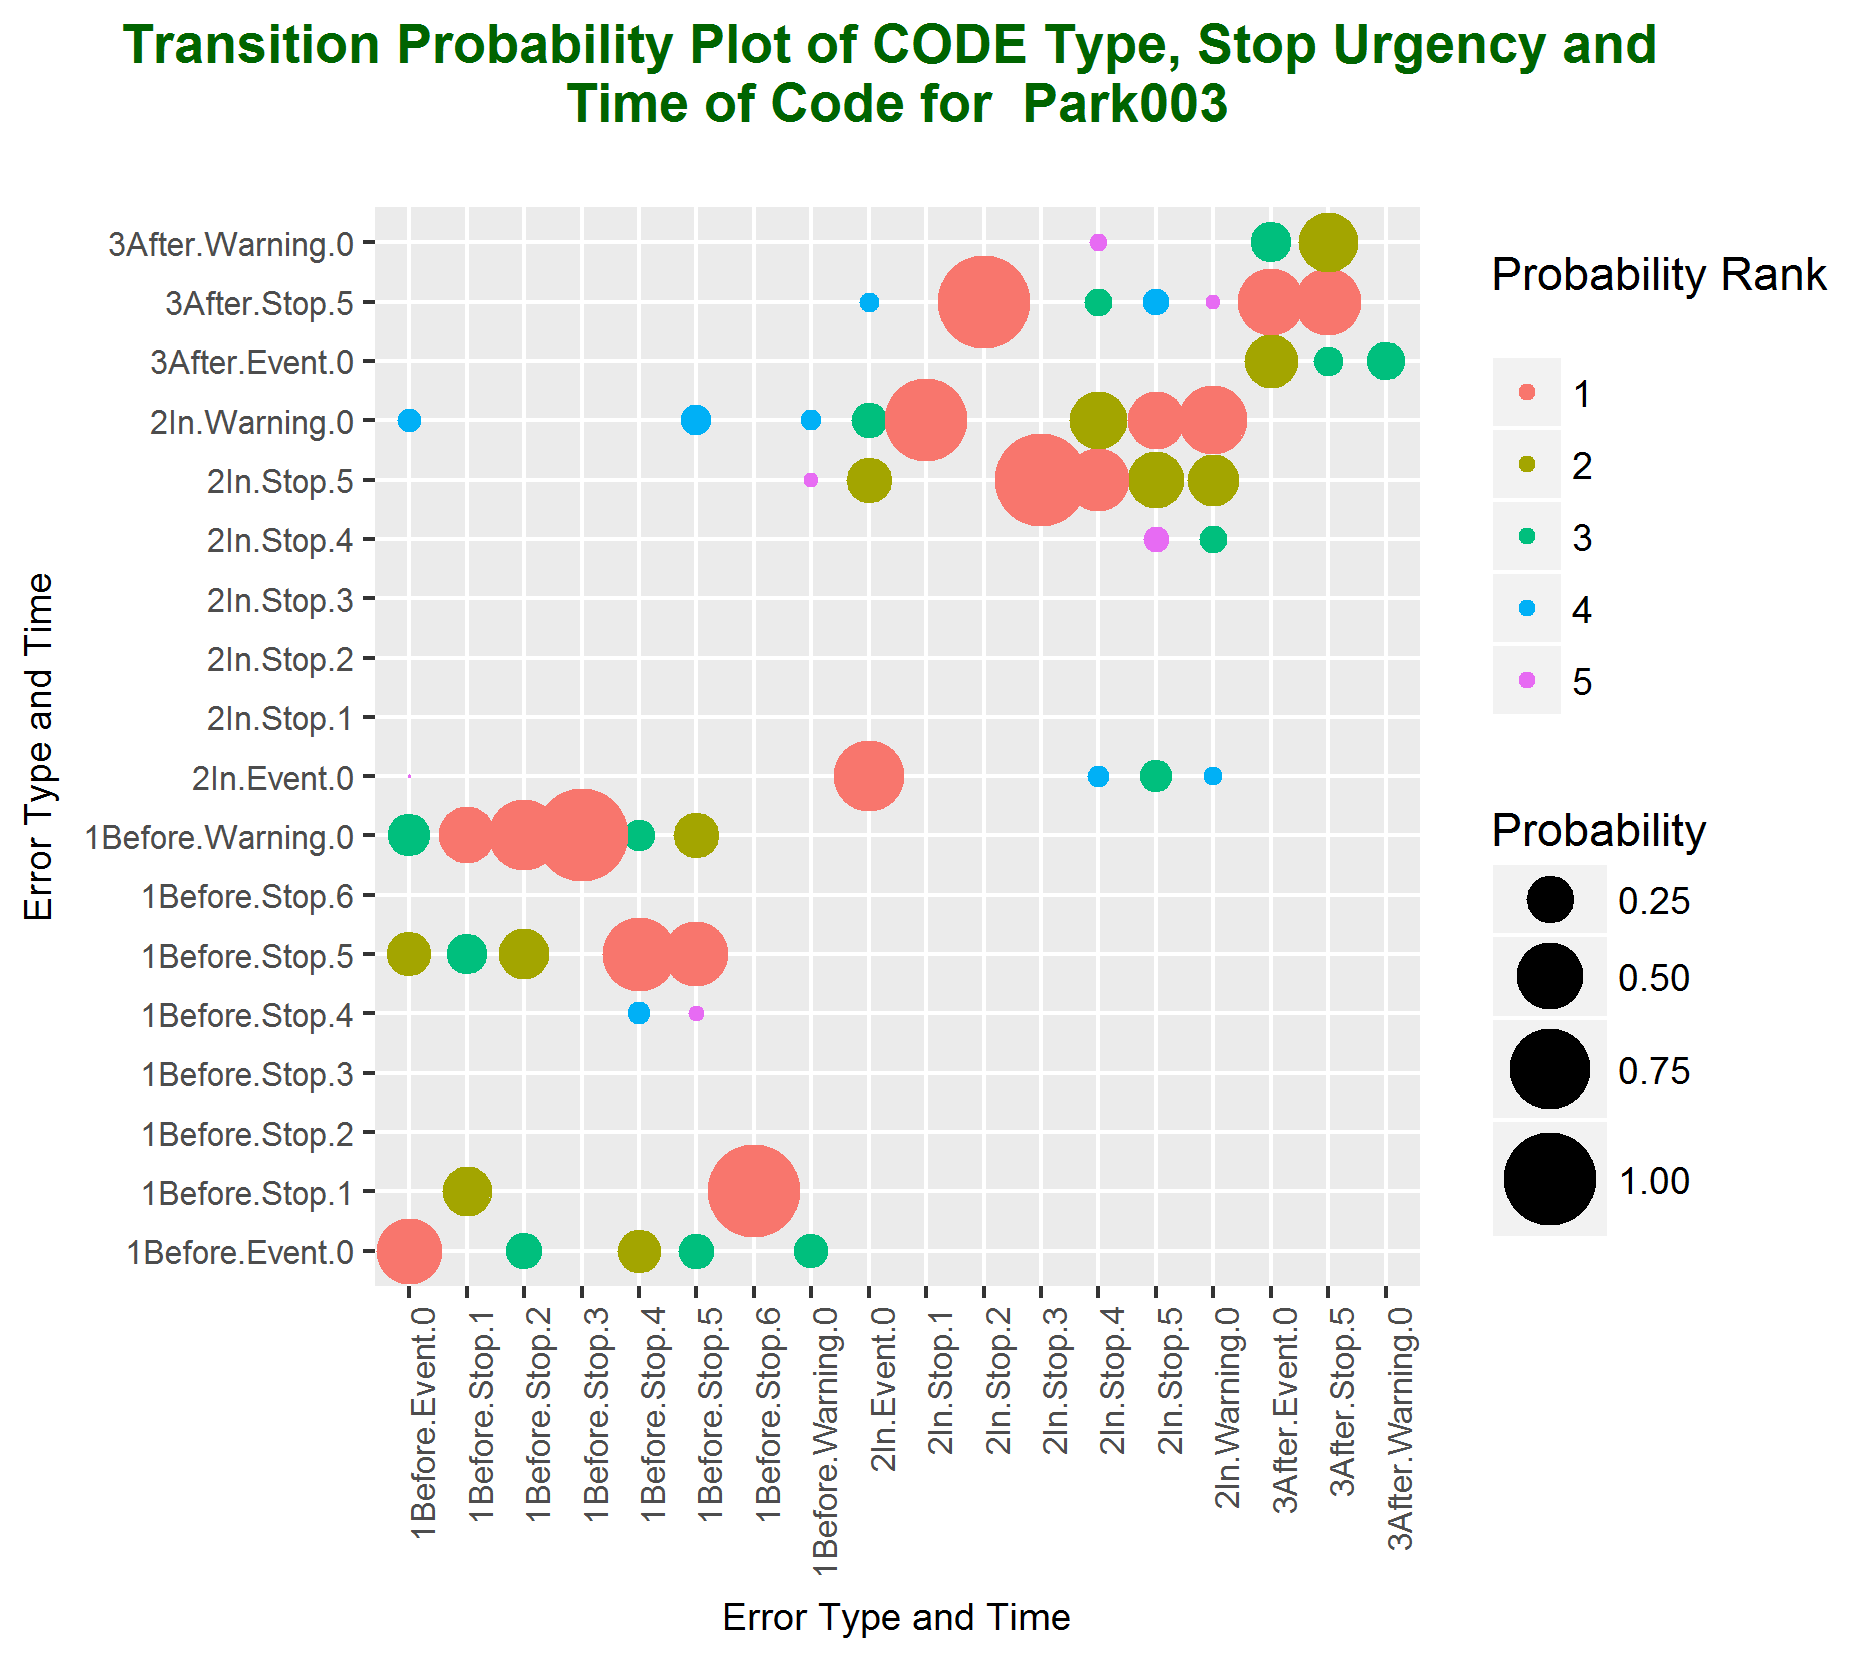 Transition Probability Plot of CODE Type, Stop Urgency and
Time of Code for  Park003
Error Type and Time
3After.Warning.0
3After.Stop.5
3After.Event.0
2In.Warning.0
2In.Stop.5
2In.Stop.4
2In.Stop.3
2In.Stop.2
2In.Stop.1
2In.Event.0
1Before.Warning.0
1Before.Stop.6
1Before.Stop.5
1Before.Stop.4
1Before.Stop.3
1Before.Stop.2
1Before.Stop.1
1Before.Event.0
1Before.Event.0
1Before.Stop.1
1Before.Stop.2
1Before.Stop.3
1Before.Stop.4
1Before.Stop.5
1Before.Stop.6
1Before.Warning.0
2In.Event.0
2In.Stop.1
2In.Stop.2
2In.Stop.3
2In.Stop.4
2In.Stop.5
2In.Warning.0
3After.Event.0
3After.Stop.5
3After.Warning.0
Error Type and Time
Probability Rank
1
2
3
4
5
Probability
0.25
0.50
0.75
1.00